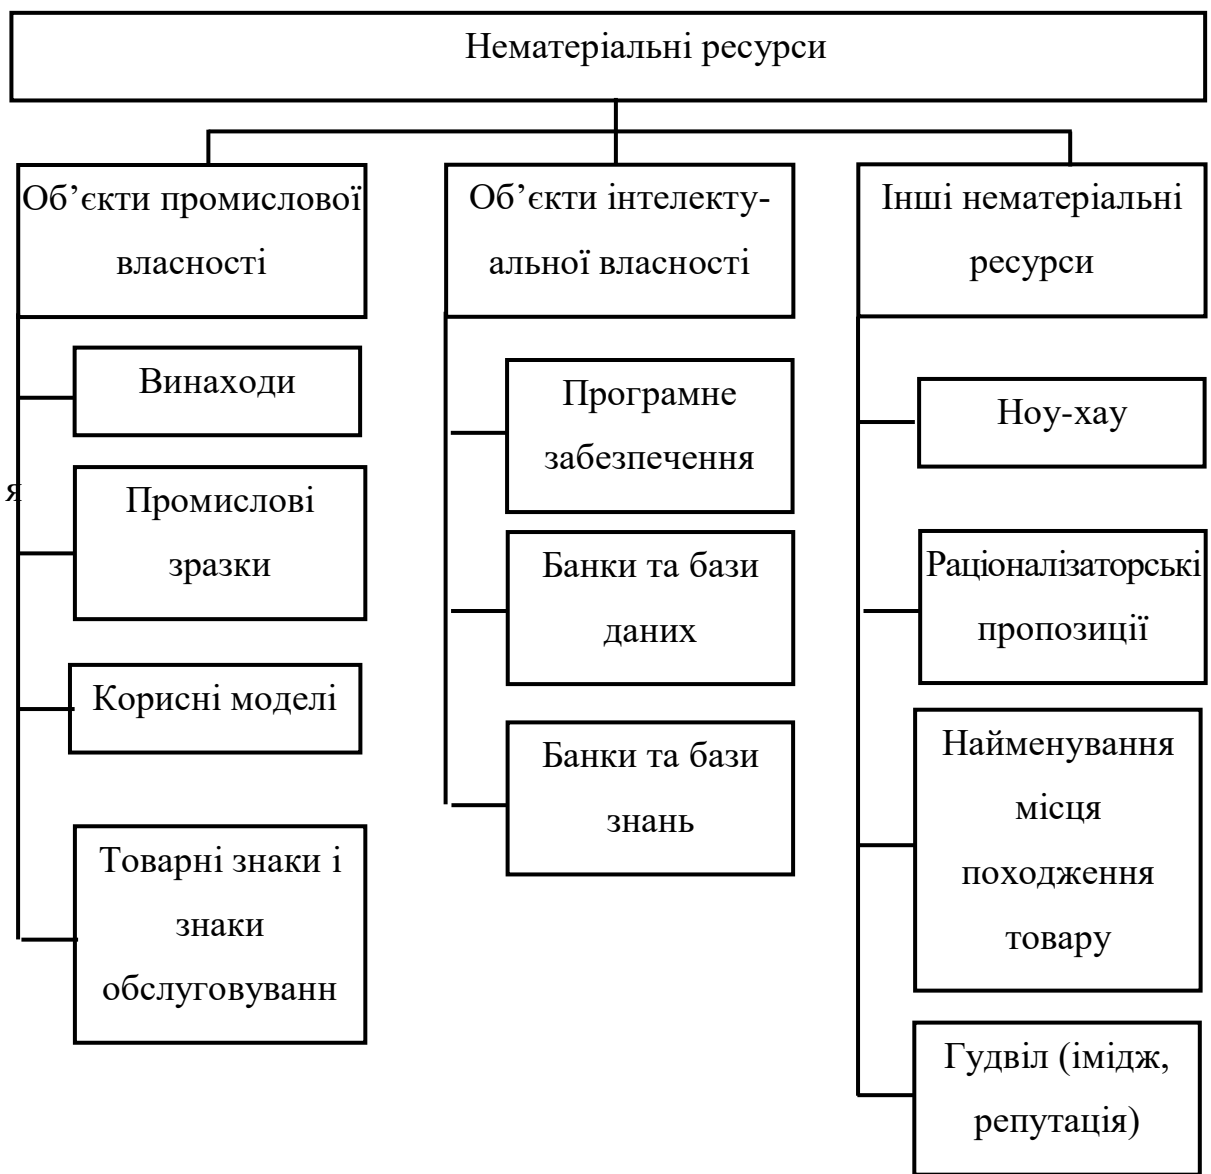 Нематеріальні ресурси
Об’єкти промислової
власності
Винаходи
я
Промислові
зразки
Корисні моделі
Товарні знаки і
знаки
обслуговуванн
Об’єкти інтелекту-
альної власності
Програмне
забезпечення
Банки та бази
даних
Банки та бази
знань
Інші нематеріальні
ресурси
Ноу-хау
Раціоналізаторські
пропозиції
Найменування
місця
походження
товару
Гудвіл (імідж,
репутація)